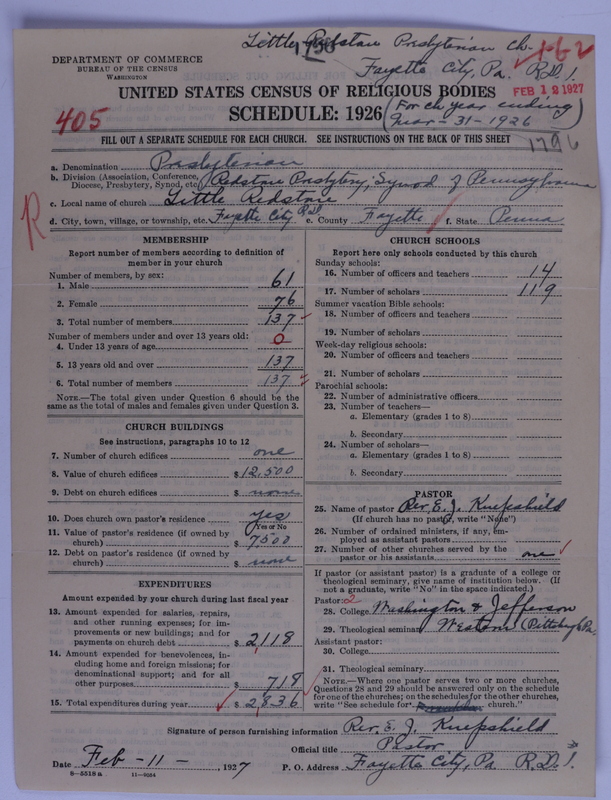 Little Redstone Presbyterian Ch.
1796
162
Fayette City, Pa. R.D. 1.
DEPARTMENT OF COMMERCE
BUREAU OF THE CENSUS
WASHINGTON
FEB 12 1927
UNITED STATES CENSUS OF RELIGIOUS BODIES
SCHEDULE: 1926
(For ch year ending
Mar-31-1926)
405
FILL OUT A SEPARATE SCHEDULE FOR EACH CHURCH. SEE INSTRUCTIONS ON THE BACK OF THIS SHEET
1796
a. Denomination Presbyterian
b. Division (Association, Conference,
Diocese, Presbytery, Synod, etc) Redstone Presbytery; Synod of Pennsylvania
c. Local name of church Little Redstone
R
d. City, town, village, or township, etc. Fayette City R.D.1 e. County Fayette f. State Penna
MEMBERSHIP
Report number of members according to definition of
member in your church
Number of members, by sex:
1. Male 61
2. Female 76
3. Total number of members 137
Number of members under and over 13 years old:
4. Under 13 years of age 0
5. 13 years old and over 137
6. Total number of members 137
NOTE.—The total given under Question 6 should be the
same as the total of males and females given under Question 3.
CHURCH BUILDINGS
See instructions, paragraphs 10 to 12
7. Number of church edifices one
8. Value of church edifices $ 12,500
9. Debt on church edifices $ none
10. Does church own pastor's residence yes
(Yes or No)
11. Value of pastor's residence (if owned by
church) $ 7500
12. Debt on pastor's residence (if owned by
church) $ none
EXPENDITURES
Amount expended by your church during last fiscal year
13. Amount expended for salaries, repairs,
and other running expenses; for im-
provements or new buildings; and for
payments on church debt $ 2,118
14. Amount expended for benevolences, in-
cluding home and foreign missions; for
denominational support; and for all
other purposes $ 718
15. Total expenditures during year $ 2,836
CHURCH SCHOOLS
Report here only schools conducted by this church
Sunday schools:
16. Number of officers and teachers 14
17. Number of scholars 119
Summer vacation Bible schools:
18. Number of officers and teachers
19. Number of scholars
Week-day religious schools:
20. Number of officers and teachers
21. Number of scholars
Parochial schools:
22. Number of administrative officers
23. Number of teachers—
a. Elementary (grades 1 to 8)
b. Secondary
24. Number of scholars—
a. Elementary (grades 1 to 8)
b. Secondary
PASTOR
25. Name of pastor Rev. E. J. Knepshield
(If church has no pastor, write "None")
26. Number of ordained ministers, if any, em-
ployed as assistant pastors
27. Number of other churches served by the
pastor or his assistants one
If pastor (or assistant pastor) is a graduate of a college or
theological seminary, give name of institution below. (If
not a graduate, write "No" in the space indicated.)
Pastor: 2
28. College Washington & Jefferson
29. Theological seminary Western (Pittsburgh Pa.
Assistant pastor:
30. College
31. Theological seminary
NOTE.—Where one pastor serves two or more churches,
Questions 28 and 29 should be answered only on the schedule
for one of the churches; on the schedules for the other churches,
write "See schedule for church."
Signature of person furnishing information Rev. E. J. Knepshield
Official title Pastor
Date Feb-11-, 1927 P. O. Address Fayette City, Pa R.D. 1.
8-5518a 11-9084